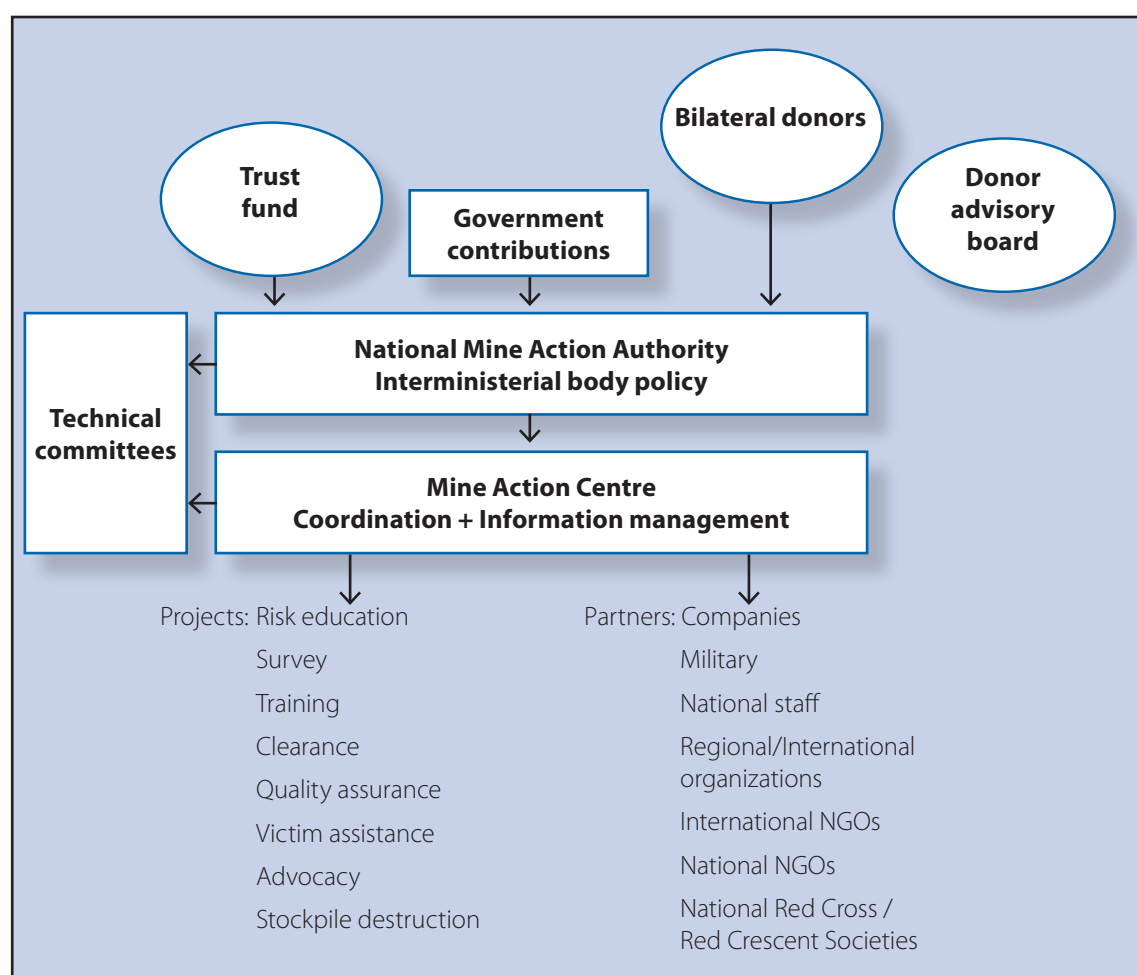 Bilateral donors
Trust
fund
Donor
advisory
board
Government
contributions
National Mine Action Authority
Interministerial body policy
Technical
committees
Mine Action Centre
Coordination + Information management
Projects: Risk education
Survey
Training
Clearance
Quality assurance
Victim assistance
Advocacy
Stockpile destruction
Partners: Companies
Military
National staff
Regional/International
organizations
International NGOs
National NGOs
National Red Cross /
Red Crescent Societies